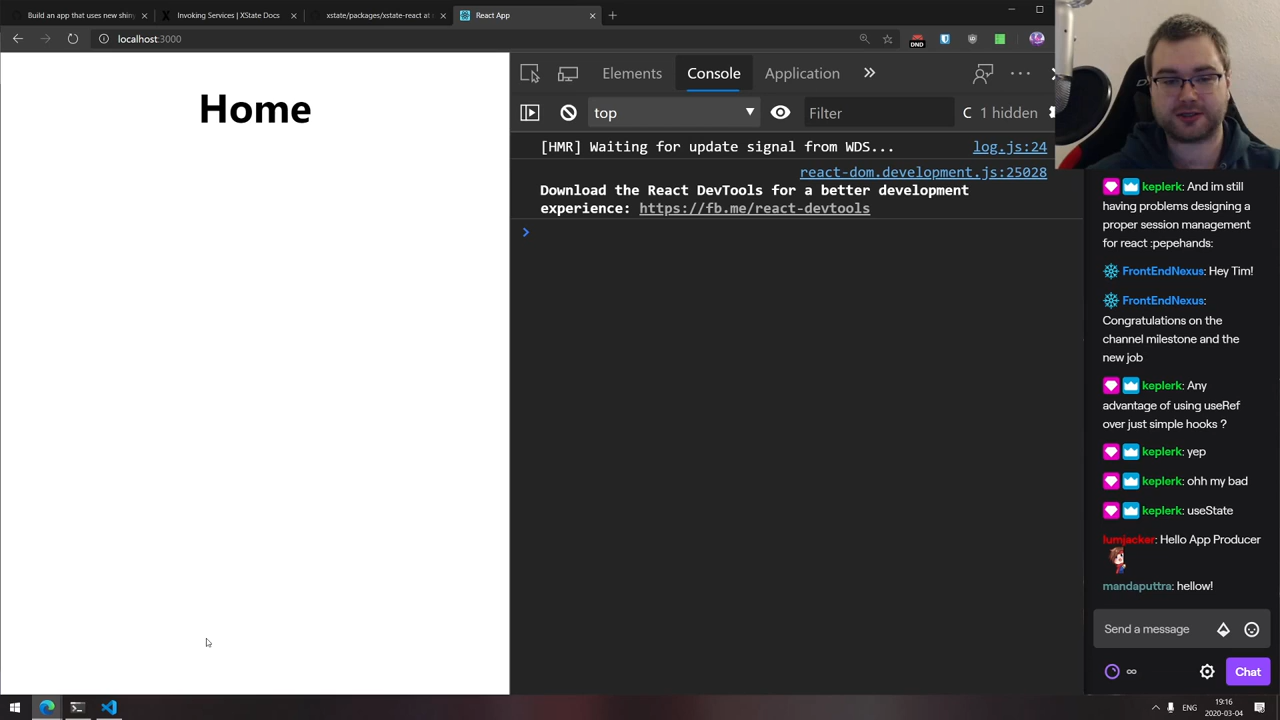 Build an app that uses new shiny
Invoking Services | XState Docs
xstate/packages/xstate-react at
React App
localhost:3000
DND
Home
Elements
Console
Application
top
Filter
1 hidden
[HMR] Waiting for update signal from WDS...
log.js:24
react-dom.development.js:25028
Download the React DevTools for a better development
experience: https://fb.me/react-devtools
keplerk: And im still
having problems designing a
proper session management
for react :pepehands:
FrontEndNexus: Hey Tim!
FrontEndNexus:
Congratulations on the
channel milestone and the
new job
keplerk: Any
advantage of using useRef
over just simple hooks ?
keplerk: yep
keplerk: ohh my bad
keplerk: useState
lumjacker: Hello App Producer
mandaputtra: hellow!
Send a message
Chat
ENG
19:16
2020-03-04